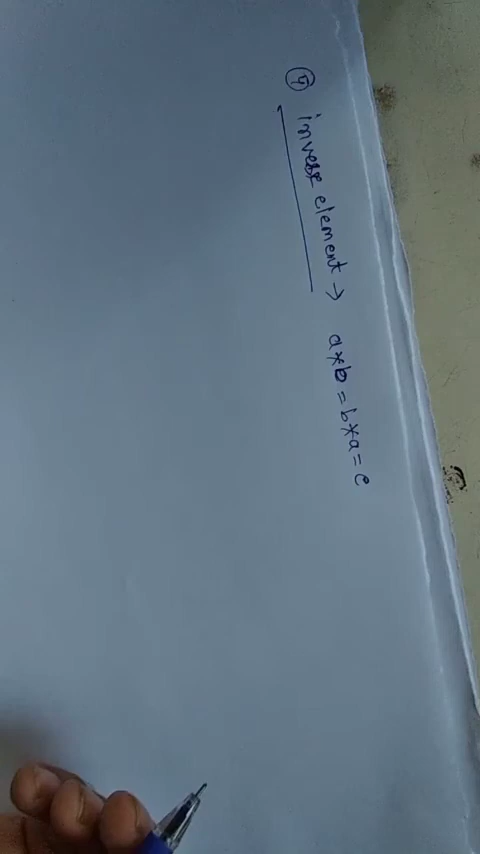 ④ inverse element → a*b = b*a = e